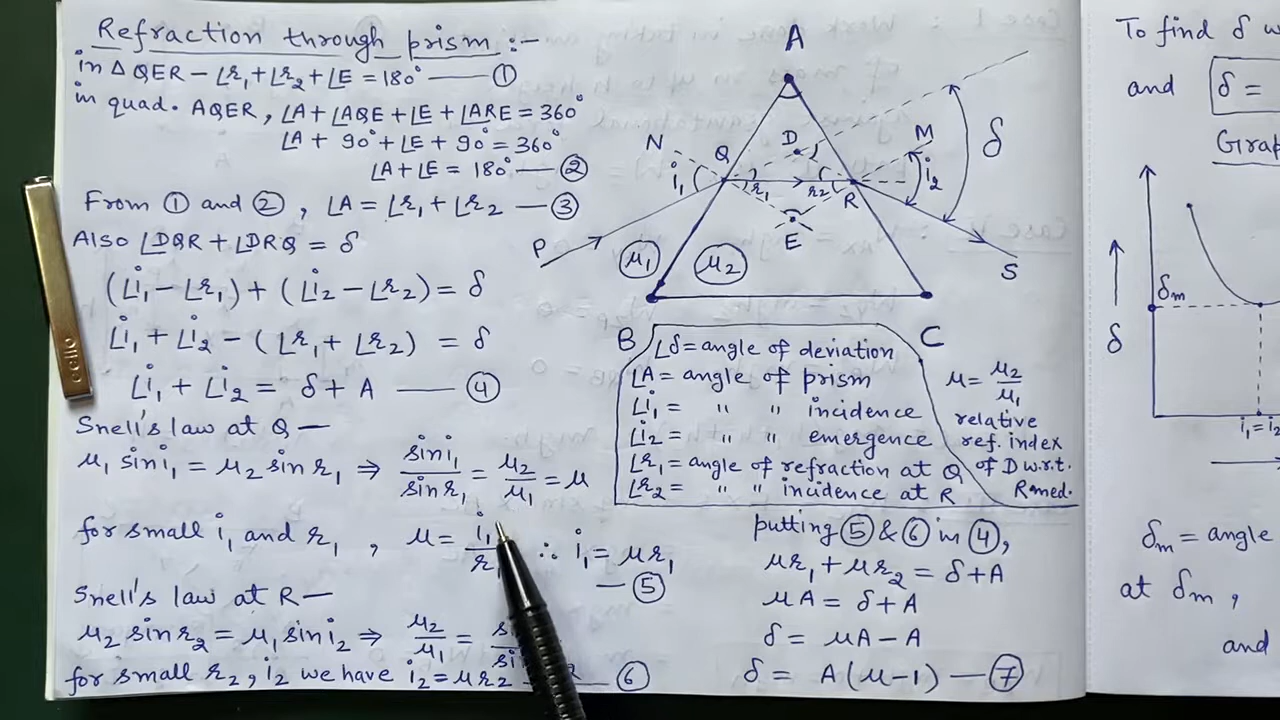 Refraction through prism :-
in Δ QER - ∠r₁ + ∠r₂ + ∠E = 180° —— ①
in quad. AQER, ∠A + ∠AQE + ∠E + ∠ARE = 360°
∠A + 90° + ∠E + 90° = 360°
∠A + ∠E = 180° — ②
From ① and ②, ∠A = ∠r₁ + ∠r₂ — ③
Also ∠DQR + ∠DRQ = δ
(∠i₁ - ∠r₁) + (∠i₂ - ∠r₂) = δ
∠i₁ + ∠i₂ - (∠r₁ + ∠r₂) = δ
∠i₁ + ∠i₂ = δ + A —— ④
Snell's law at Q —
μ₁ sin i₁ = μ₂ sin r₁ ⇒ sin i₁ / sin r₁ = μ₂ / μ₁ = μ
for small i₁ and r₁, μ = i₁ / r₁ ∴ i₁ = μr₁
— ⑤
Snell's law at R —
μ₂ sin r₂ = μ₁ sin i₂ ⇒ μ₂ / μ₁ =
for small r₂, i₂ we have i₂ = μr₂ — ⑥
A
N
Q
D
M
δ
i₁
r₁
r₂
i₂
R
P
E
S
μ₁
μ₂
B
C
∠δ = angle of deviation
∠A = angle of prism
∠i₁ = " " incidence
∠i₂ = " " emergence
∠r₁ = angle of refraction at Q
∠r₂ = " " incidence at R
μ = μ₂ / μ₁
relative
ref. index
of D w.r.t.
R med.
putting ⑤ & ⑥ in ④,
μr₁ + μr₂ = δ + A
μA = δ + A
δ = μA - A
δ = A(μ-1) — ⑦
To find δ
and δ =
Grap
δm
δ
i₁ = i₂
δm = angle
at δm,
and
cello